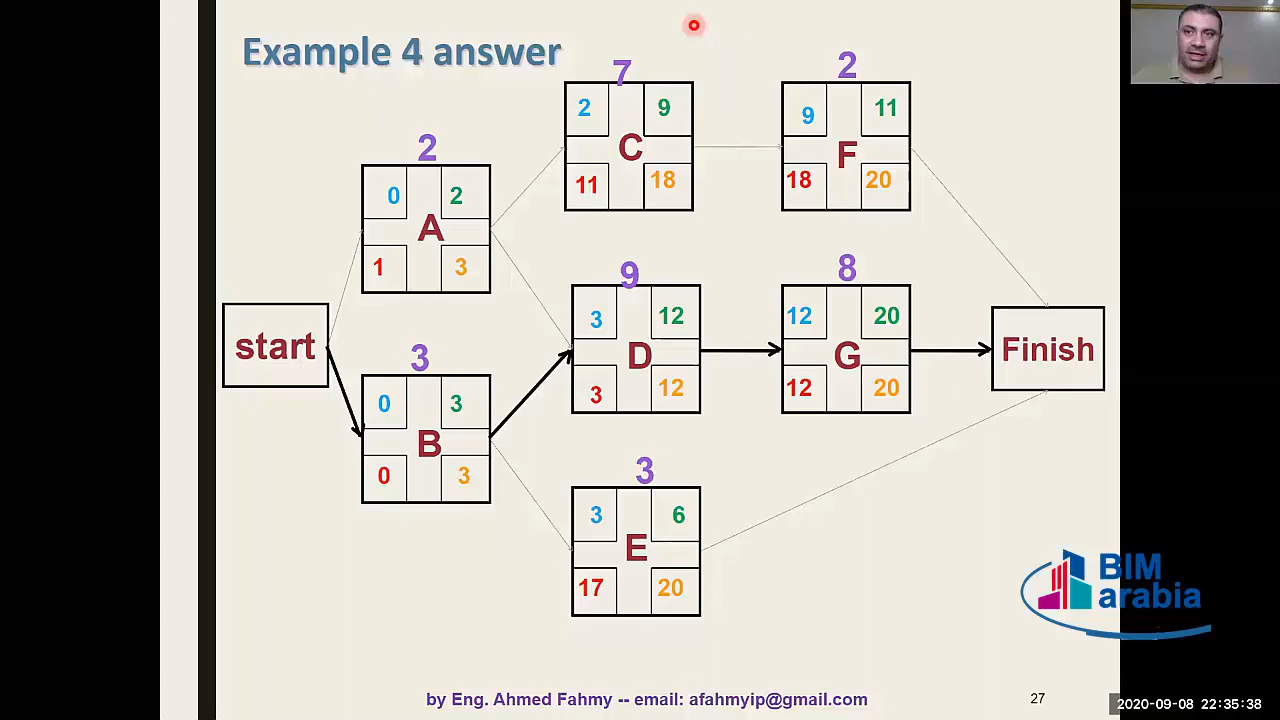 Example 4 answer
7
2 9
C
11 18
2
9 11
F
18 20
2
0 2
A
1 3
start
3
0 3
B
0 3
9
3 12
D
3 12
8
12 20
G
12 20
Finish
3
3 6
E
17 20
BIM
arabia
by Eng. Ahmed Fahmy -- email: afahmyip@gmail.com
27
2020-09-08 22:35:38